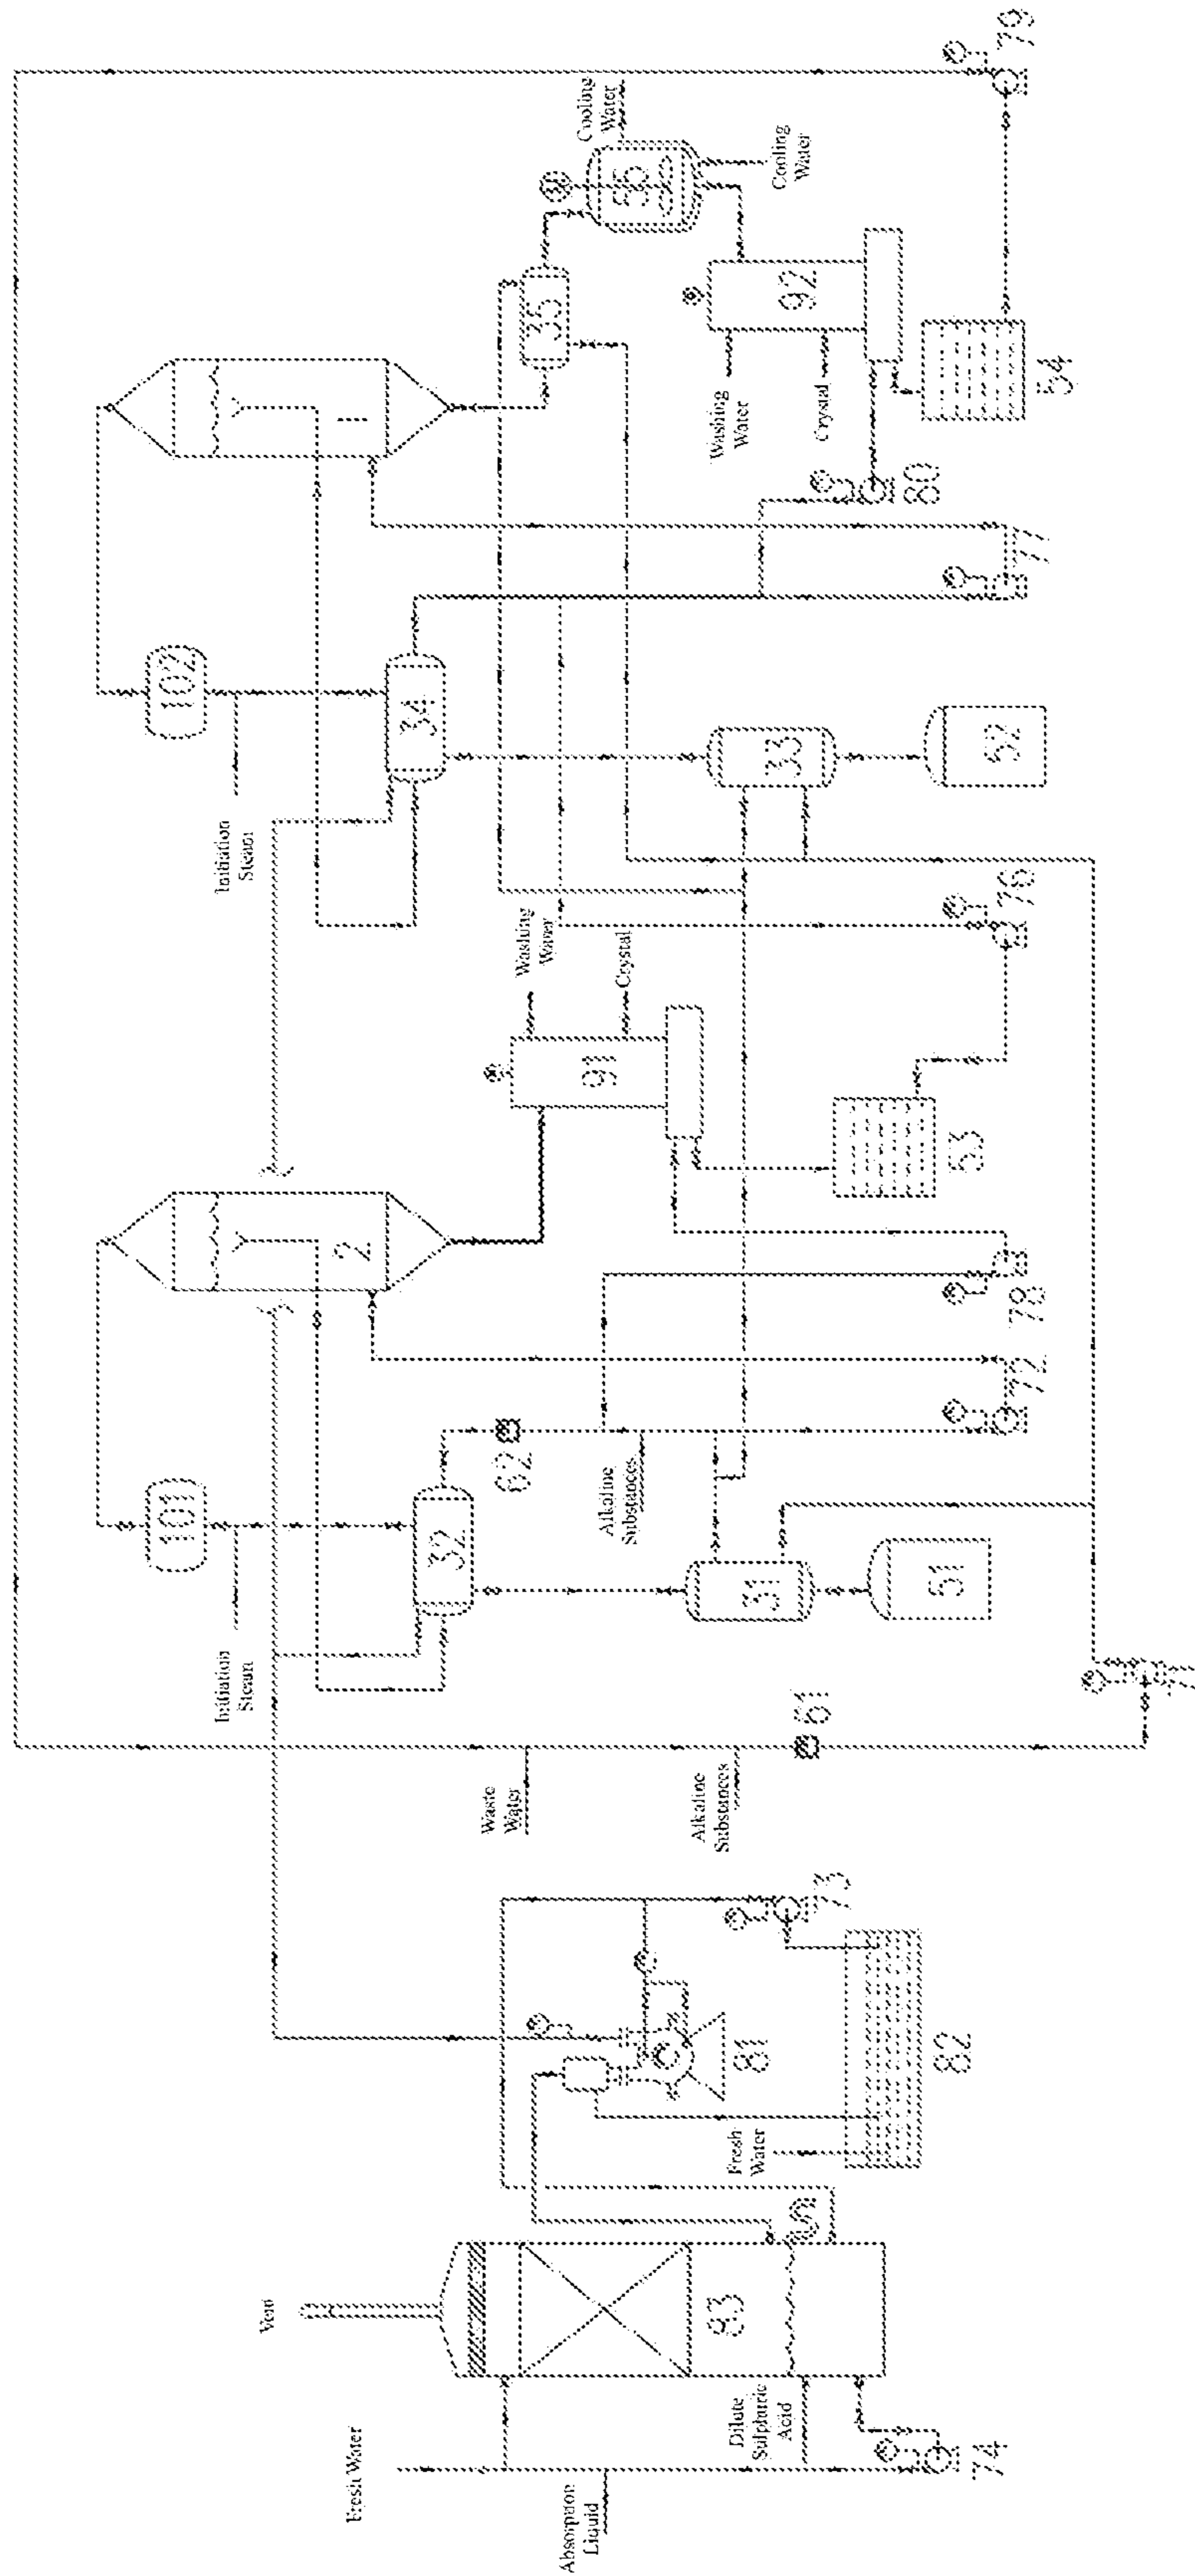 79
Cooling
Water
55
Cooling
Water
35
92
1
Washing
Water
Crystal
54
80
77
102
34
33
52
Initiation
Steam
76
Washing
Water
Crystal
91
53
2
78
72
62
101
32
Alkaline
Substances
31
51
Initiation
Steam
71
61
Waste
Water
Alkaline
Substances
73
81
82
Fresh
Water
83
Vent
Dilute
Sulphuric
Acid
Fresh Water
74
Absorption
Liquid